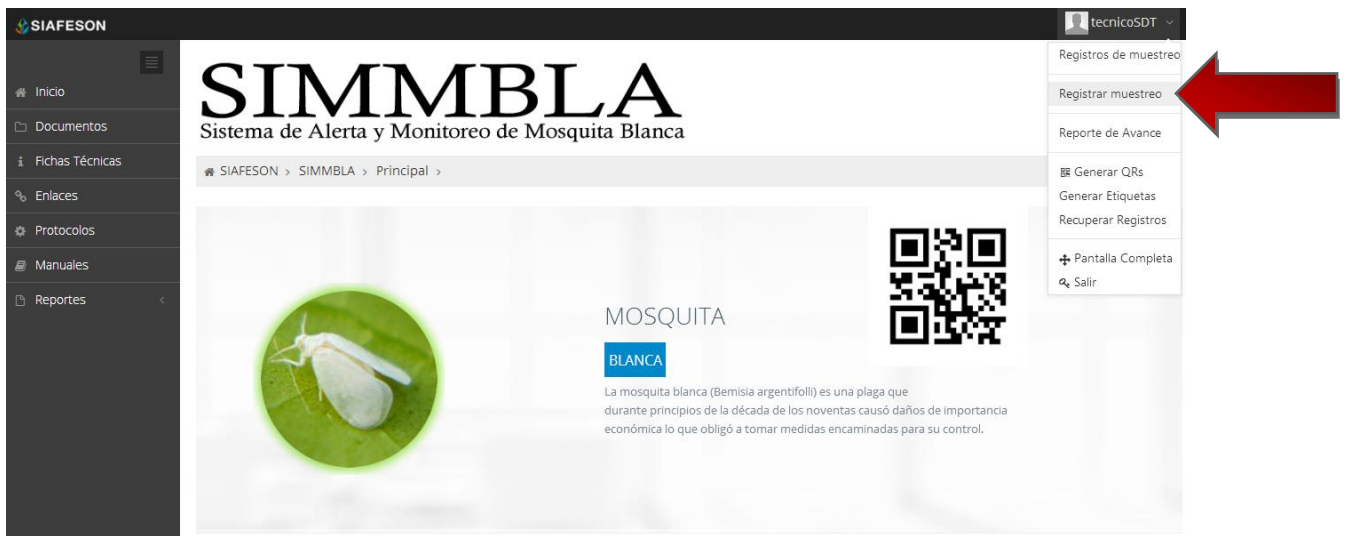 SIAFESON
tecnicoSDT
Inicio
Documentos
Fichas Técnicas
Enlaces
Protocolos
Manuales
Reportes
SIMMBLA
Sistema de Alerta y Monitoreo de Mosquita Blanca
SIAFESON > SIMMBLA > Principal >
Registros de muestreo
Registrar muestreo
Reporte de Avance
Generar QRs
Generar Etiquetas
Recuperar Registros
Pantalla Completa
Salir
MOSQUITA
BLANCA
La mosquita blanca (Bemisia argentifolli) es una plaga que
durante principios de la década de los noventas causó daños de importancia
económica lo que obligó a tomar medidas encaminadas para su control.